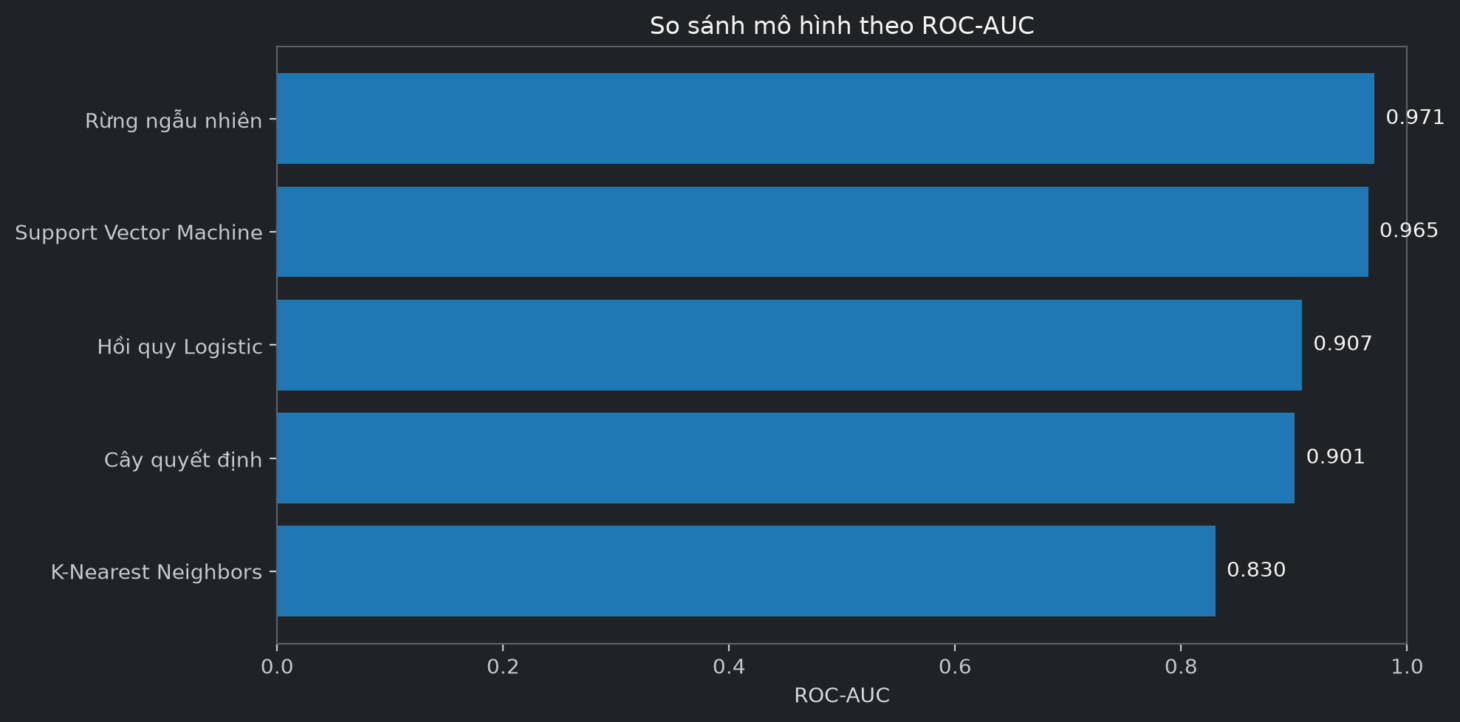 So sánh mô hình theo ROC-AUC
Rừng ngẫu nhiên
0.971
Support Vector Machine
0.965
Hồi quy Logistic
0.907
Cây quyết định
0.901
K-Nearest Neighbors
0.830
0.0 0.2 0.4 0.6 0.8 1.0
ROC-AUC